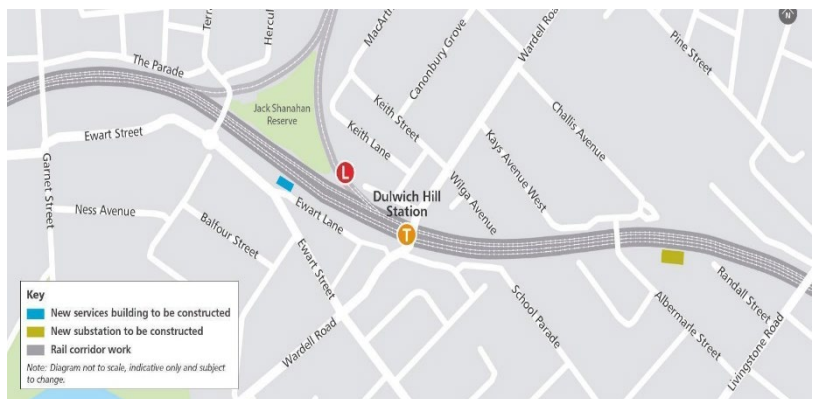 N
Terr
Hercul
MacArth
Canonbury Grove
Wardell Road
Pine Street
The Parade
Jack Shanahan
Reserve
Keith Street
Challis Avenue
Ewart Street
Keith Lane
Kays Avenue West
Garnet Street
L
Dulwich Hill
Station
Wilga Avenue
Ness Avenue
Balfour Street
Ewart Lane
T
Ewart Street
School Parade
Randall Street
Albermarle Street
Livingstone Road
Wardell Road
Key
New services building to be constructed
New substation to be constructed
Rail corridor work
Note: Diagram not to scale, indicative only and subject
to change.